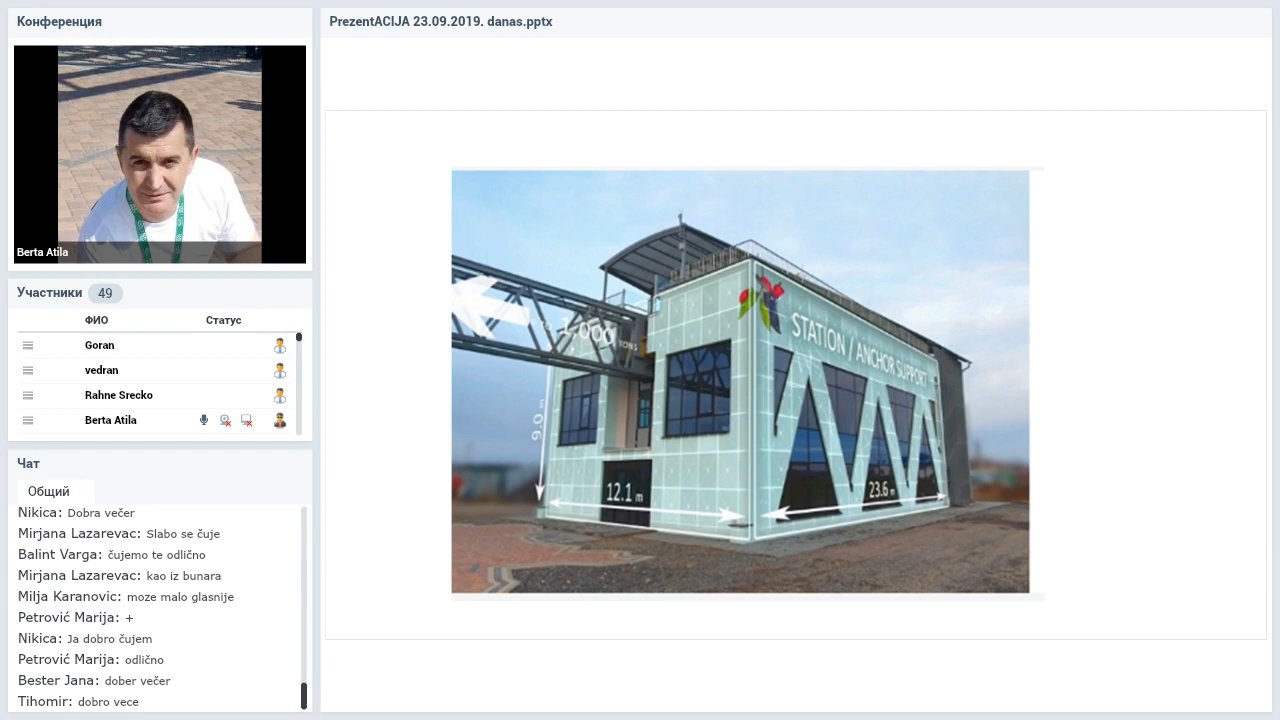 Конференция
Berta Atila
Участники 49
ФИО Статус
Goran
vedran
Rahne Srecko
Berta Atila
Чат
Общий
Nikica: Dobra večer
Mirjana Lazarevac: Slabo se čuje
Balint Varga: čujemo te odlično
Mirjana Lazarevac: kao iz bunara
Milja Karanovic: moze malo glasnije
Petrović Marija: +
Nikica: Ja dobro čujem
Petrović Marija: odlično
Bester Jana: dober večer
Tihomir: dobro vece
PrezentACIJA 23.09.2019. danas.pptx
1,000 TONS
STATION / ANCHOR SUPPORT
9.0 m
12.1 m
23.6 m